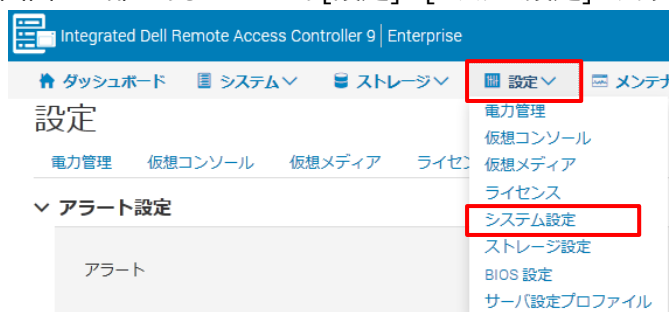 Integrated Dell Remote Access Controller 9 | Enterprise
ダッシュボード システム ストレージ 設定 メンテナ
設定
電力管理 仮想コンソール 仮想メディア ライセン
電力管理
仮想コンソール
仮想メディア
ライセンス
システム設定
ストレージ設定
BIOS 設定
サーバ設定プロファイル
アラート設定
アラート